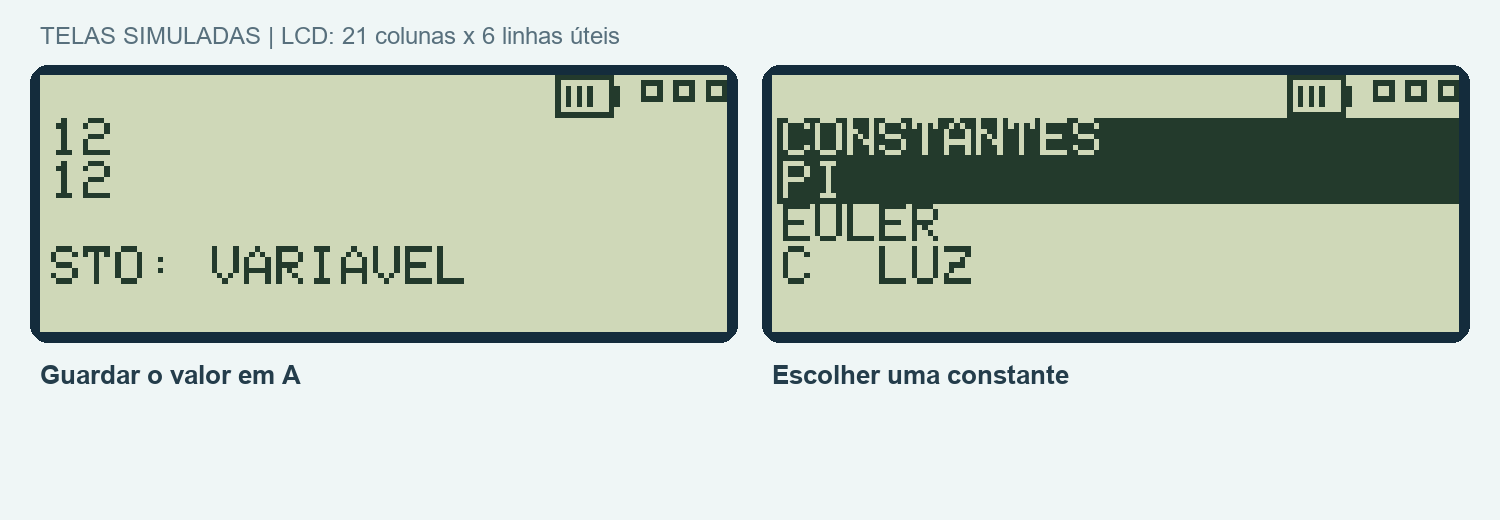 TELAS SIMULADAS | LCD: 21 colunas x 6 linhas úteis
12
12
STO: VARIAVEL
Guardar o valor em A
CONSTANTES
PI
EULER
C LUZ
Escolher uma constante